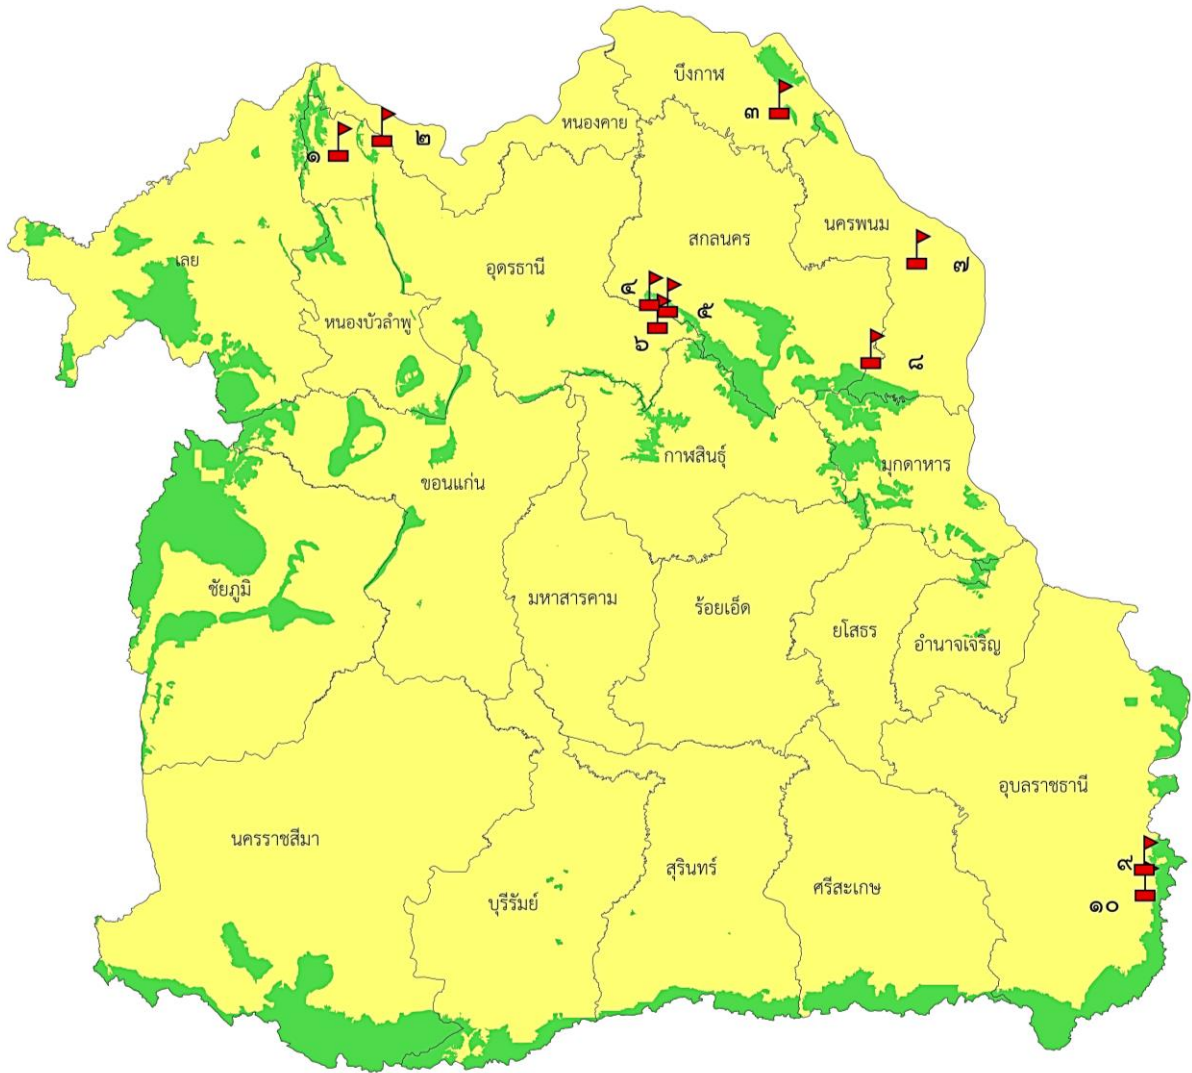 บึงกาฬ
๓
หนองคาย
๒
๑
นครพนม
สกลนคร
เลย
อุดรธานี
๗
๔
๕
หนองบัวลำพู
๖
๘
กาฬสินธุ์
มุกดาหาร
ขอนแก่น
ชัยภูมิ
มหาสารคาม
ร้อยเอ็ด
ยโสธร
อำนาจเจริญ
อุบลราชธานี
นครราชสีมา
สุรินทร์
๙
ศรีสะเกษ
บุรีรัมย์
๑๐